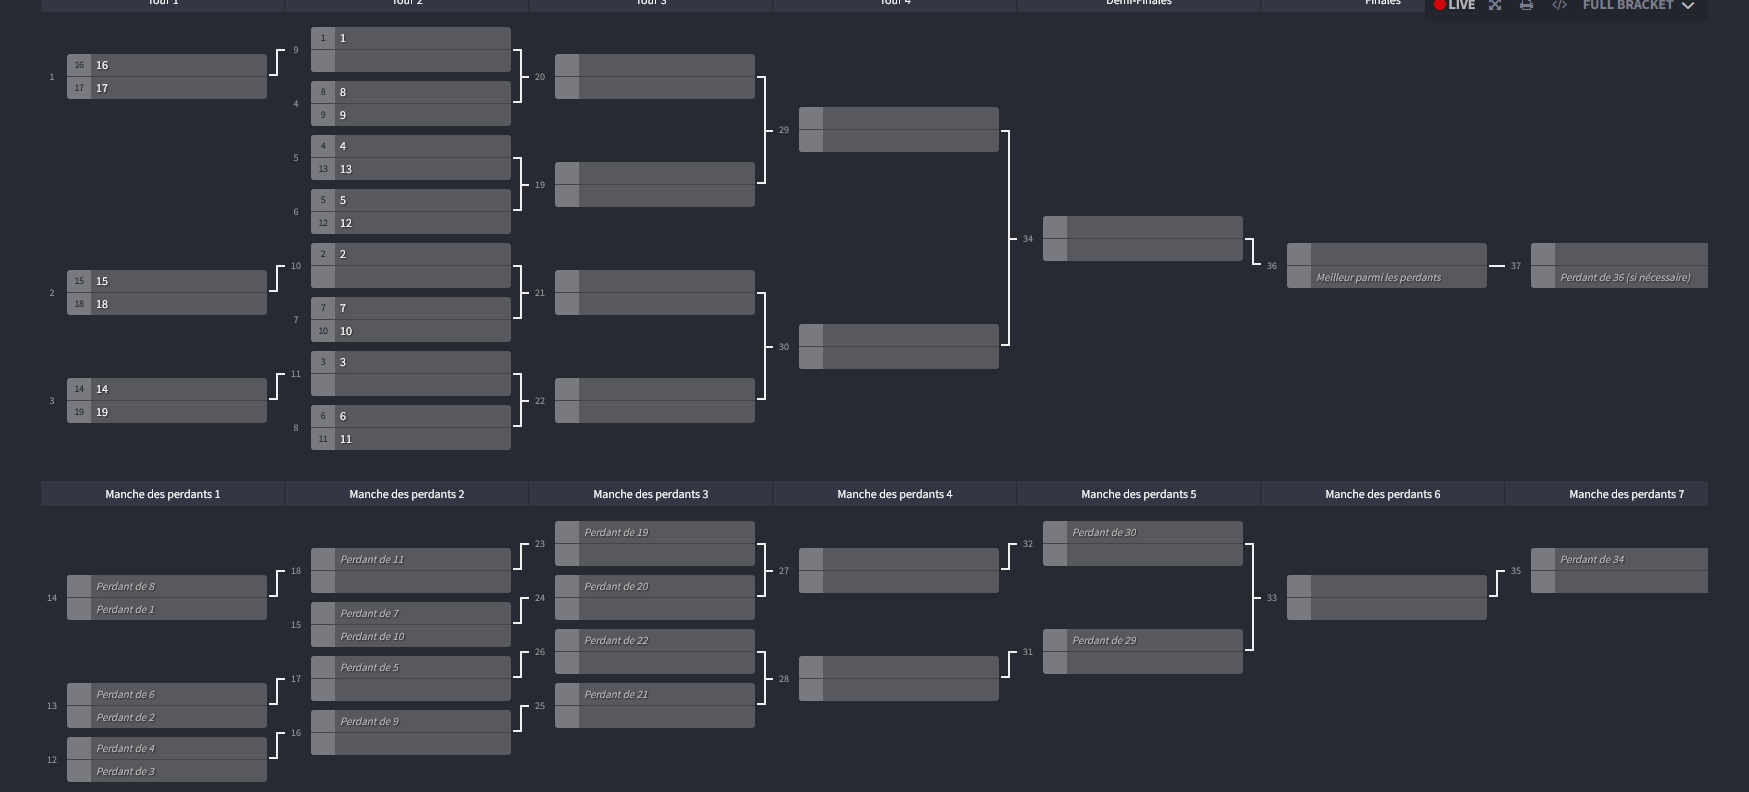 Tour 1 Tour 2 Tour 3 Tour 4 Demi-Finales Finales
LIVE FULL BRACKET
1 16 16
17 17
2 15 15
18 18
3 14 14
19 19
9 1 1
4 8 8
9 9
5 4 4
13 13
6 5 5
12 12
10 2 2
7 7 7
10 10
11 3 3
8 6 6
11 11
20
19
21
22
29
30
34
36 Meilleur parmi les perdants
37 Perdant de 36 (si nécessaire)
Manche des perdants 1 Manche des perdants 2 Manche des perdants 3 Manche des perdants 4 Manche des perdants 5 Manche des perdants 6 Manche des perdants 7
14 Perdant de 8
Perdant de 1
13 Perdant de 6
Perdant de 2
12 Perdant de 4
Perdant de 3
18 Perdant de 11
15 Perdant de 7
Perdant de 10
17 Perdant de 5
16 Perdant de 9
23 Perdant de 19
24 Perdant de 20
26 Perdant de 22
25 Perdant de 21
27
28
32 Perdant de 30
31 Perdant de 29
33
35 Perdant de 34